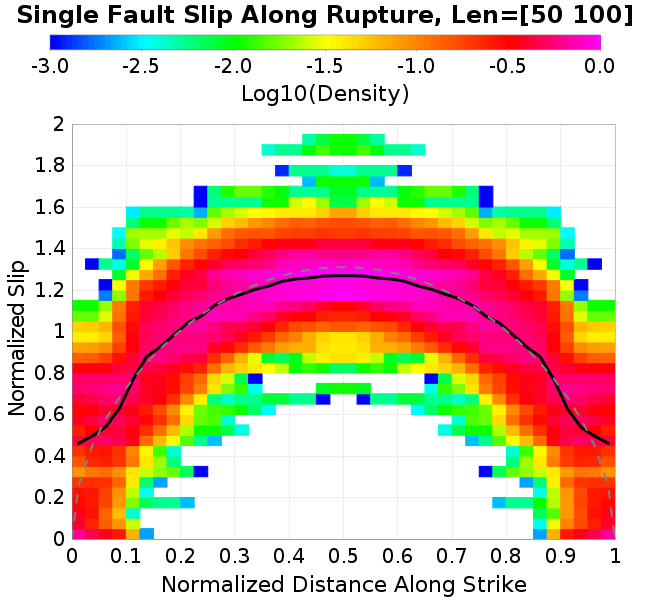 Single Fault Slip Along Rupture, Len=[50 100]
-3.0 -2.5 -2.0 -1.5 -1.0 -0.5 0.0
Log10(Density)
Normalized Slip
2
1.8
1.6
1.4
1.2
1
0.8
0.6
0.4
0.2
0
0 0.1 0.2 0.3 0.4 0.5 0.6 0.7 0.8 0.9 1
Normalized Distance Along Strike